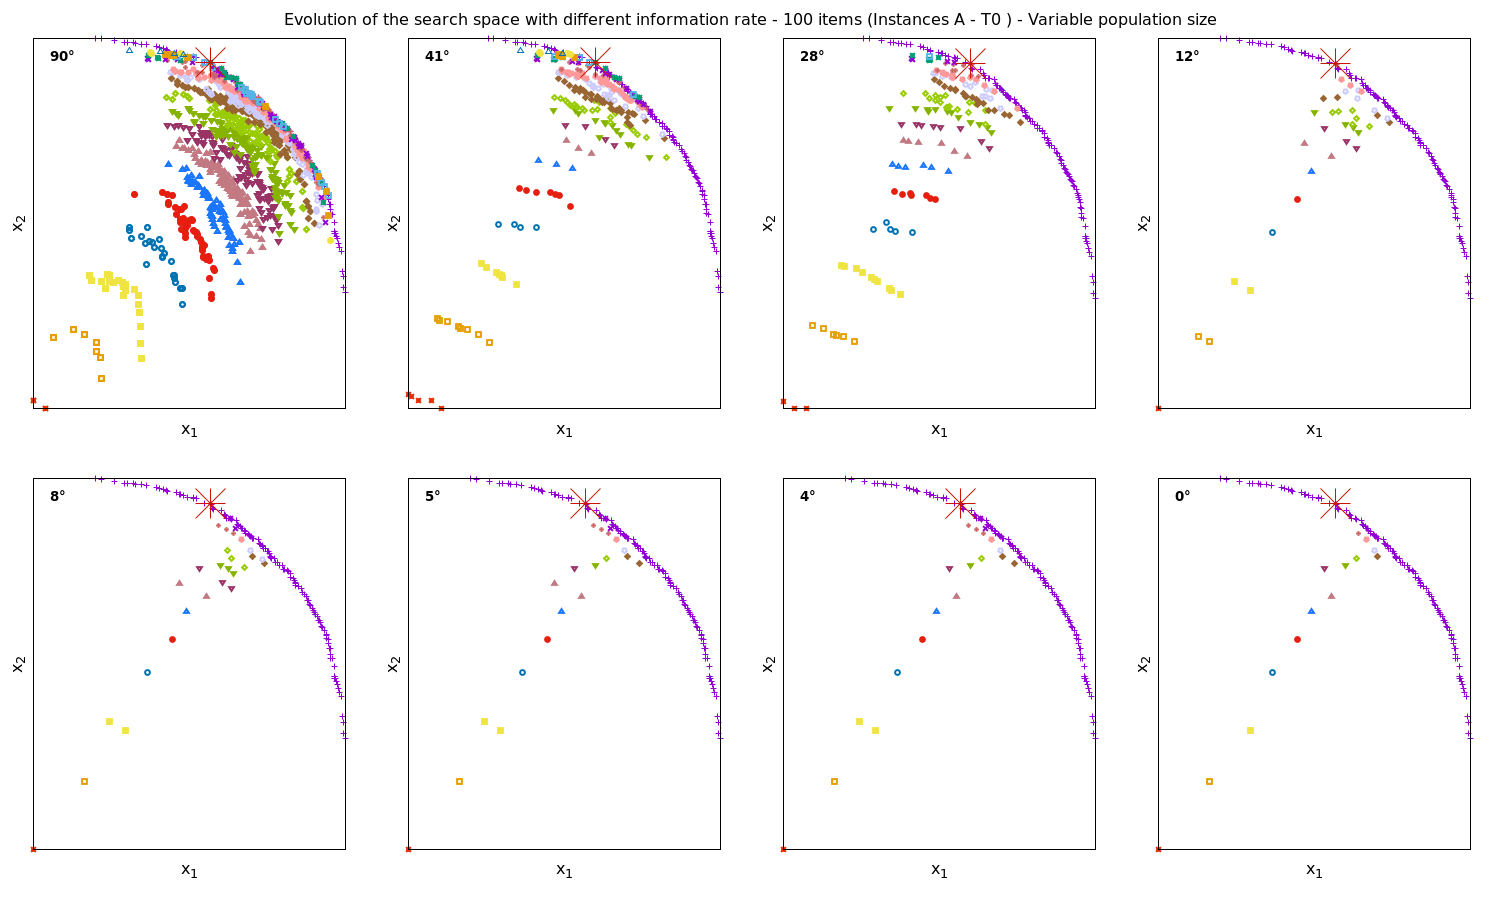 Evolution of the search space with different information rate - 100 items (Instances A - T0 ) - Variable population size
90°
41°
28°
12°
x2
x2
x2
x2
x1
x1
x1
x1
8°
5°
4°
0°
x2
x2
x2
x2
x1
x1
x1
x1